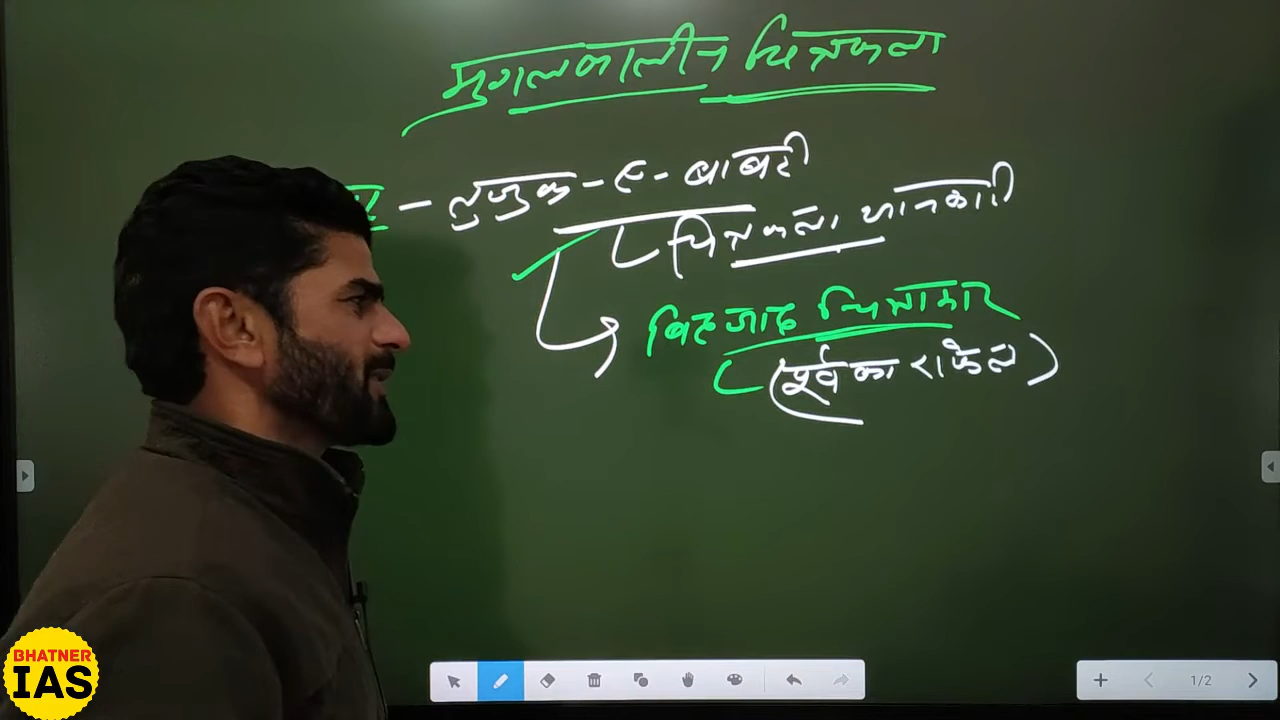 मुगलकालीन चित्रकला
- तुजुक-ए-बाबरी
चित्रकला जानकारी
बिहजाद चित्रकार
(पूर्व का राफेल)
BHATNER
IAS
1/2